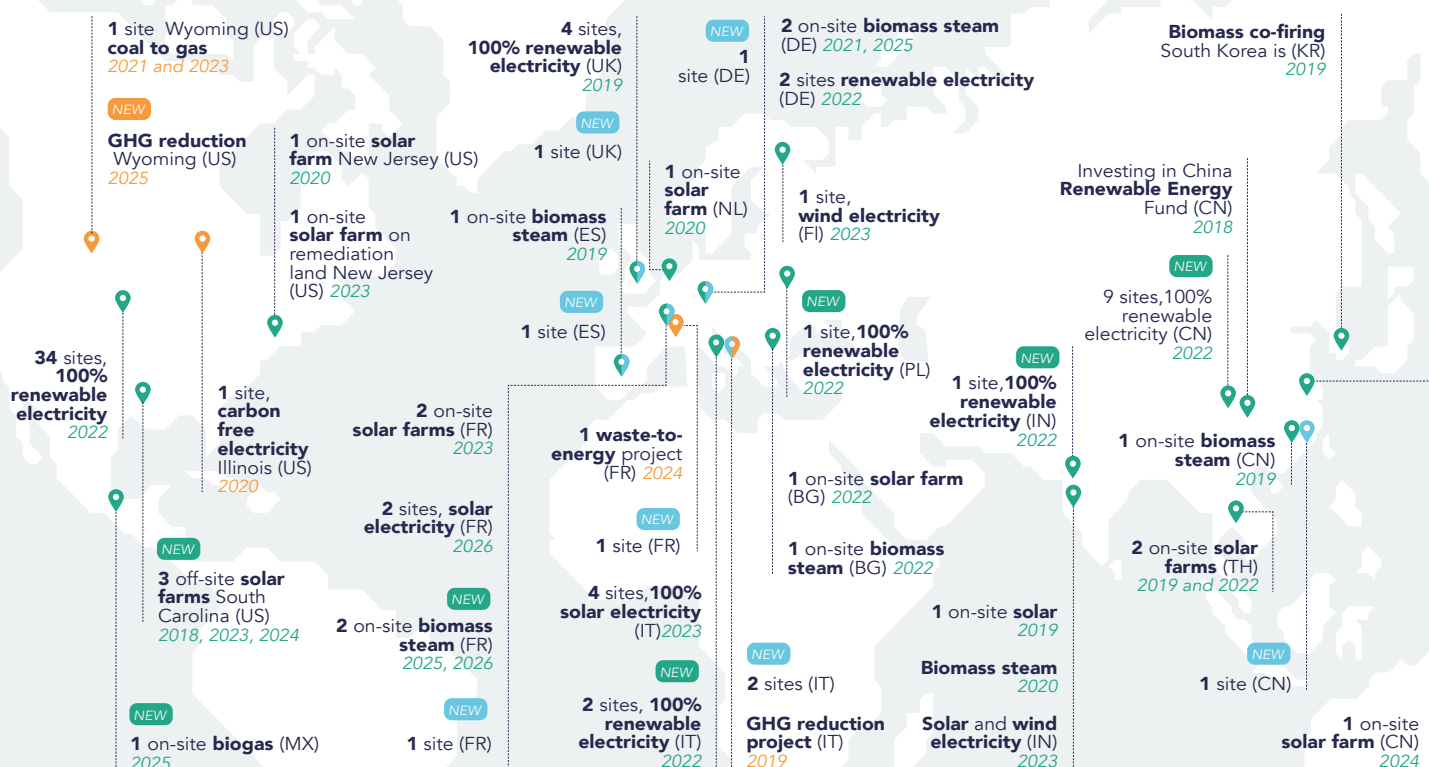 1 site Wyoming (US)
coal to gas
2021 and 2023
NEW
GHG reduction
Wyoming (US)
2025
1 on-site solar
farm New Jersey (US)
2020
1 on-site
solar farm on
remediation
land New Jersey
(US) 2023
34 sites,
100%
renewable
electricity
2022
1 site,
carbon
free
electricity
Illinois (US)
2020
NEW
3 off-site solar
farms South
Carolina (US)
2018, 2023, 2024
NEW
1 on-site biogas (MX)
2025
4 sites,
100% renewable
electricity (UK)
2019
NEW
1 site (UK)
1 on-site biomass
steam (ES)
2019
NEW
1 site (ES)
2 on-site
solar farms (FR)
2023
2 sites, solar
electricity (FR)
2026
NEW
2 on-site biomass
steam (FR)
2025, 2026
NEW
1 site (FR)
NEW
1
site (DE)
2 on-site biomass steam
(DE) 2021, 2025
2 sites renewable electricity
(DE) 2022
1 on-site
solar
farm (NL)
2020
1 site,
wind electricity
(FI) 2023
NEW
1 site,100%
renewable
electricity (PL)
2022
1 waste-to-
energy project
(FR) 2024
NEW
1 site (FR)
4 sites,100%
solar electricity
(IT)2023
NEW
2 sites, 100%
renewable
electricity (IT)
2022
1 on-site solar farm
(BG) 2022
1 on-site biomass
steam (BG) 2022
NEW
2 sites (IT)
GHG reduction
project (IT)
2019
Biomass co-firing
South Korea is (KR)
2019
Investing in China
Renewable Energy
Fund (CN)
2018
NEW
9 sites,100%
renewable
electricity (CN)
2022
NEW
1 site,100%
renewable
electricity (IN)
2022
1 on-site biomass
steam (CN)
2019
2 on-site solar
farms (TH)
2019 and 2022
1 on-site solar
2019
Biomass steam
2020
Solar and wind
electricity (IN)
2023
NEW
1 site (CN)
1 on-site
solar farm (CN)
2024